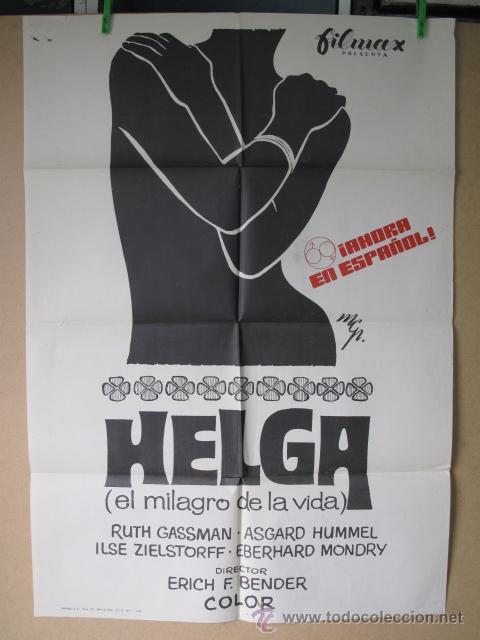 filmax
PRESENTA
¡AHORA
EN ESPAÑOL!
HELGA
(el milagro de la vida)
RUTH GASSMAN · ASGARD HUMMEL
ILSE ZIELSTORFF · EBERHARD MONDRY
DIRECTOR
ERICH F. BENDER
COLOR
todocoleccion
www.todocoleccion.net